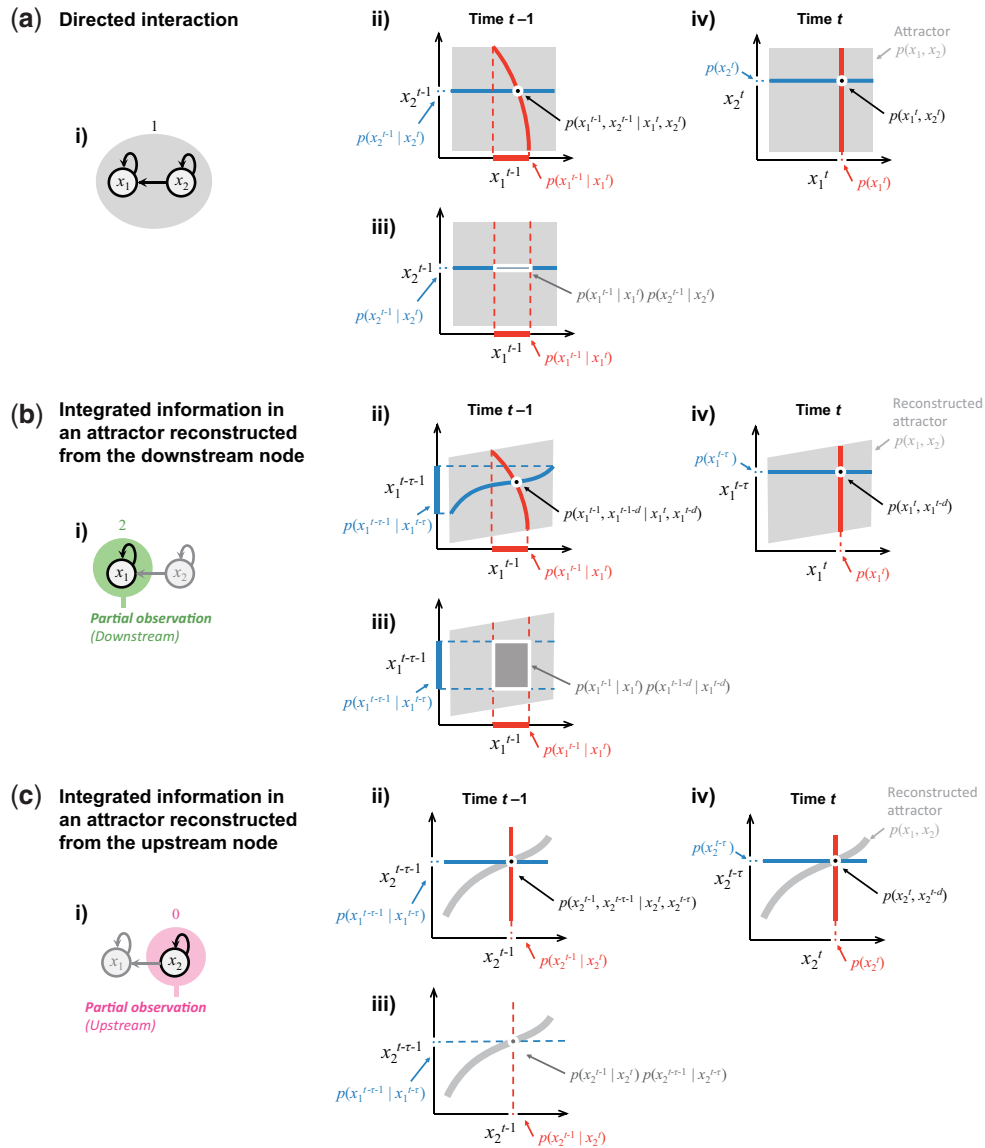 (a) Directed interaction
i)
1
x₁ x₂
ii) Time t –1
x₂ᵗ⁻¹
p(x₂ᵗ⁻¹ | x₂ᵗ)
p(x₁ᵗ⁻¹, x₂ᵗ⁻¹ | x₁ᵗ, x₂ᵗ)
x₁ᵗ⁻¹
p(x₁ᵗ⁻¹ | x₁ᵗ)
iv) Time t
Attractor
p(x₁, x₂)
p(x₂ᵗ)
x₂ᵗ
p(x₁ᵗ, x₂ᵗ)
x₁ᵗ
p(x₁ᵗ)
iii)
x₂ᵗ⁻¹
p(x₂ᵗ⁻¹ | x₂ᵗ)
p(x₁ᵗ⁻¹ | x₁ᵗ) p(x₂ᵗ⁻¹ | x₂ᵗ)
x₁ᵗ⁻¹
p(x₁ᵗ⁻¹ | x₁ᵗ)
(b) Integrated information in
an attractor reconstructed
from the downstream node
i)
2
x₁ x₂
Partial observation
(Downstream)
ii) Time t –1
x₁ᵗ⁻τ⁻¹
p(x₁ᵗ⁻τ⁻¹ | x₁ᵗ⁻τ)
p(x₁ᵗ⁻¹, x₁ᵗ⁻¹⁻ᵈ | x₁ᵗ, x₁ᵗ⁻ᵈ)
x₁ᵗ⁻¹
p(x₁ᵗ⁻¹ | x₁ᵗ)
iv) Time t
Reconstructed
attractor
p(x₁, x₂)
p(x₁ᵗ⁻τ)
x₁ᵗ⁻τ
p(x₁ᵗ, x₁ᵗ⁻ᵈ)
x₁ᵗ
p(x₁ᵗ)
iii)
x₁ᵗ⁻τ⁻¹
p(x₁ᵗ⁻τ⁻¹ | x₁ᵗ⁻τ)
p(x₁ᵗ⁻¹ | x₁ᵗ) p(x₁ᵗ⁻¹⁻ᵈ | x₁ᵗ⁻ᵈ)
x₁ᵗ⁻¹
p(x₁ᵗ⁻¹ | x₁ᵗ)
(c) Integrated information in
an attractor reconstructed
from the upstream node
i)
0
x₁ x₂
Partial observation
(Upstream)
ii) Time t –1
x₂ᵗ⁻τ⁻¹
p(x₁ᵗ⁻τ⁻¹ | x₁ᵗ⁻τ)
p(x₂ᵗ⁻¹, x₂ᵗ⁻τ⁻¹ | x₂ᵗ, x₂ᵗ⁻τ)
x₂ᵗ⁻¹
p(x₂ᵗ⁻¹ | x₂ᵗ)
iv) Time t
Reconstructed
attractor
p(x₁, x₂)
p(x₂ᵗ⁻τ)
x₂ᵗ⁻τ
p(x₂ᵗ, x₂ᵗ⁻ᵈ)
x₂ᵗ
p(x₂ᵗ)
iii)
x₂ᵗ⁻τ⁻¹
p(x₁ᵗ⁻τ⁻¹ | x₁ᵗ⁻τ)
p(x₂ᵗ⁻¹ | x₂ᵗ) p(x₂ᵗ⁻τ⁻¹ | x₂ᵗ⁻τ)
x₂ᵗ⁻¹
p(x₂ᵗ⁻¹ | x₂ᵗ)